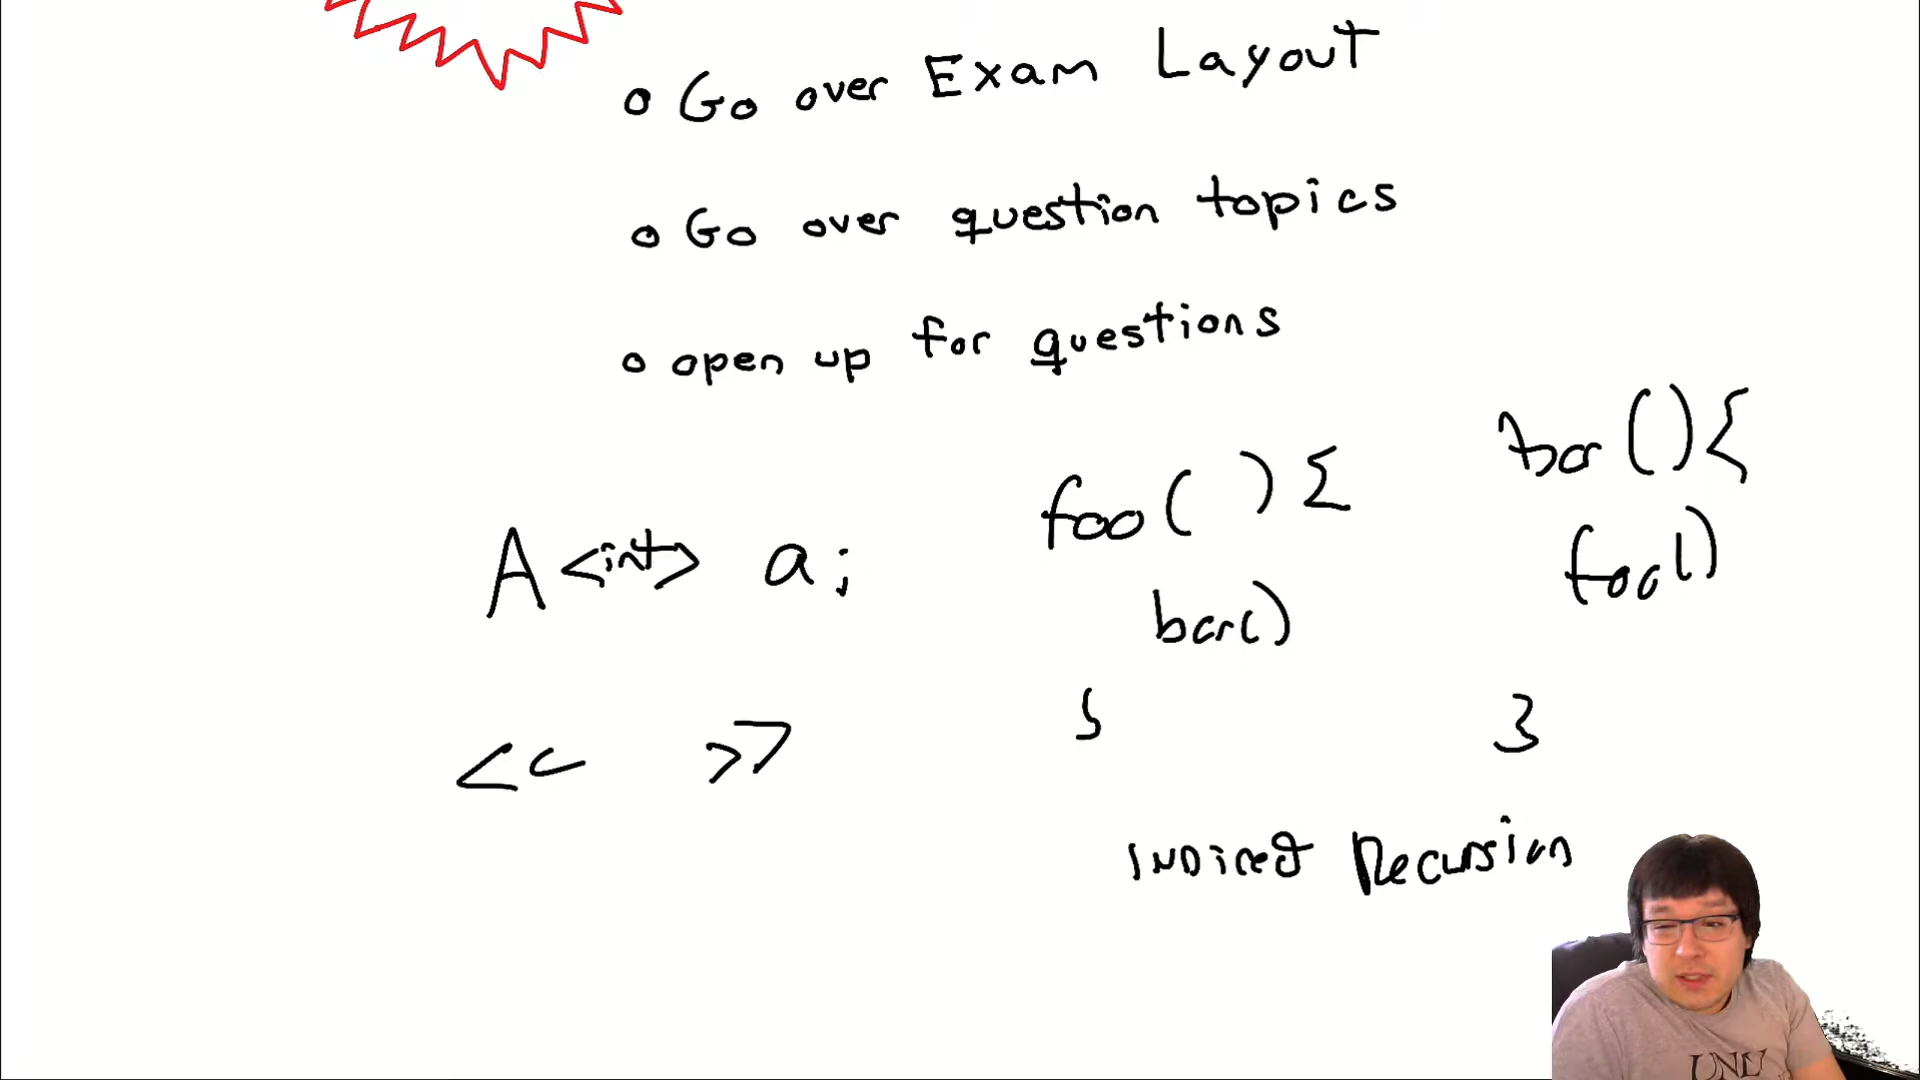 o Go over Exam Layout
o Go over question topics
o open up for questions
A <int> a;
<< >>
foo( ) {
bar()
}
bar() {
foo()
}
Indirect Recursion